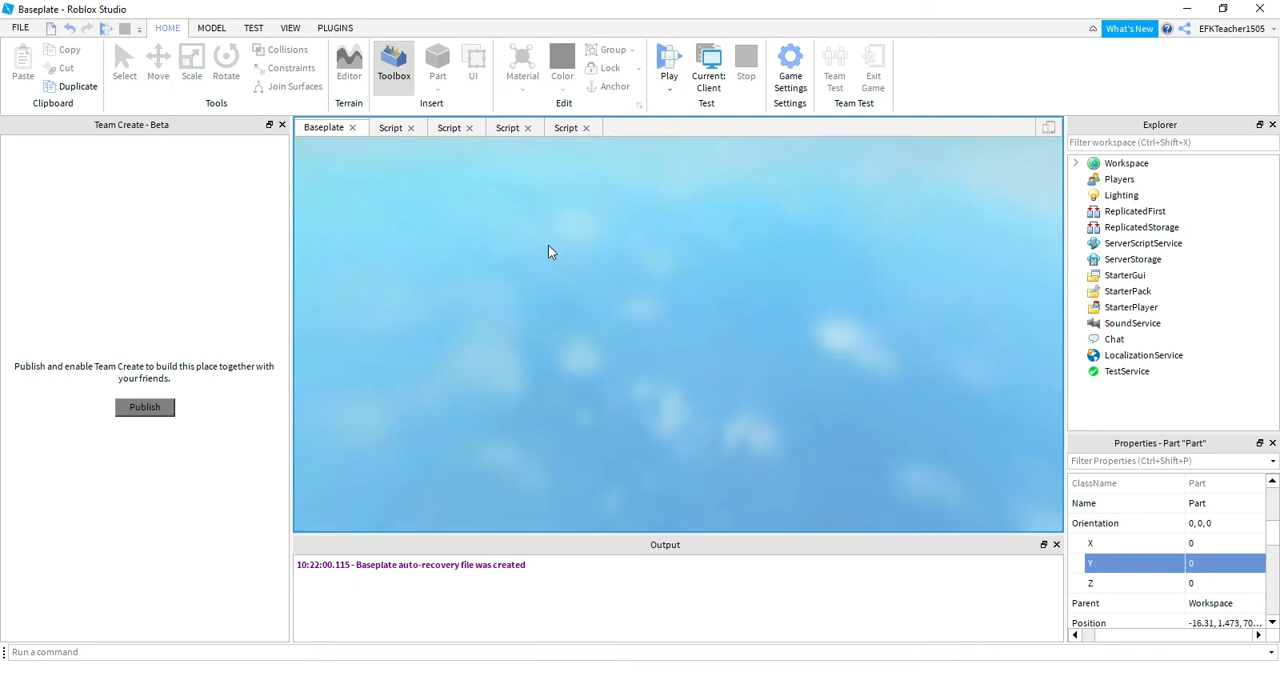 Baseplate - Roblox Studio
FILE HOME MODEL TEST VIEW PLUGINS What's New EFKTeacher1505
Paste Copy Cut Duplicate Clipboard
Select Move Scale Rotate Collisions Constraints Join Surfaces Tools
Editor Terrain
Toolbox Part UI Insert
Material Color Group Lock Anchor Edit
Play Current: Client Stop Test
Game Settings Settings
Team Test Exit Game Team Test
Team Create - Beta
Publish and enable Team Create to build this place together with
your friends.
Publish
Baseplate Script Script Script Script
Output
10:22:00.115 - Baseplate auto-recovery file was created
Explorer
Filter workspace (Ctrl+Shift+X)
Workspace
Players
Lighting
ReplicatedFirst
ReplicatedStorage
ServerScriptService
ServerStorage
StarterGui
StarterPack
StarterPlayer
SoundService
Chat
LocalizationService
TestService
Properties - Part "Part"
Filter Properties (Ctrl+Shift+P)
ClassName Part
Name Part
Orientation 0, 0, 0
X 0
Y 0
Z 0
Parent Workspace
Position -16.31, 1.473, 70...
Run a command